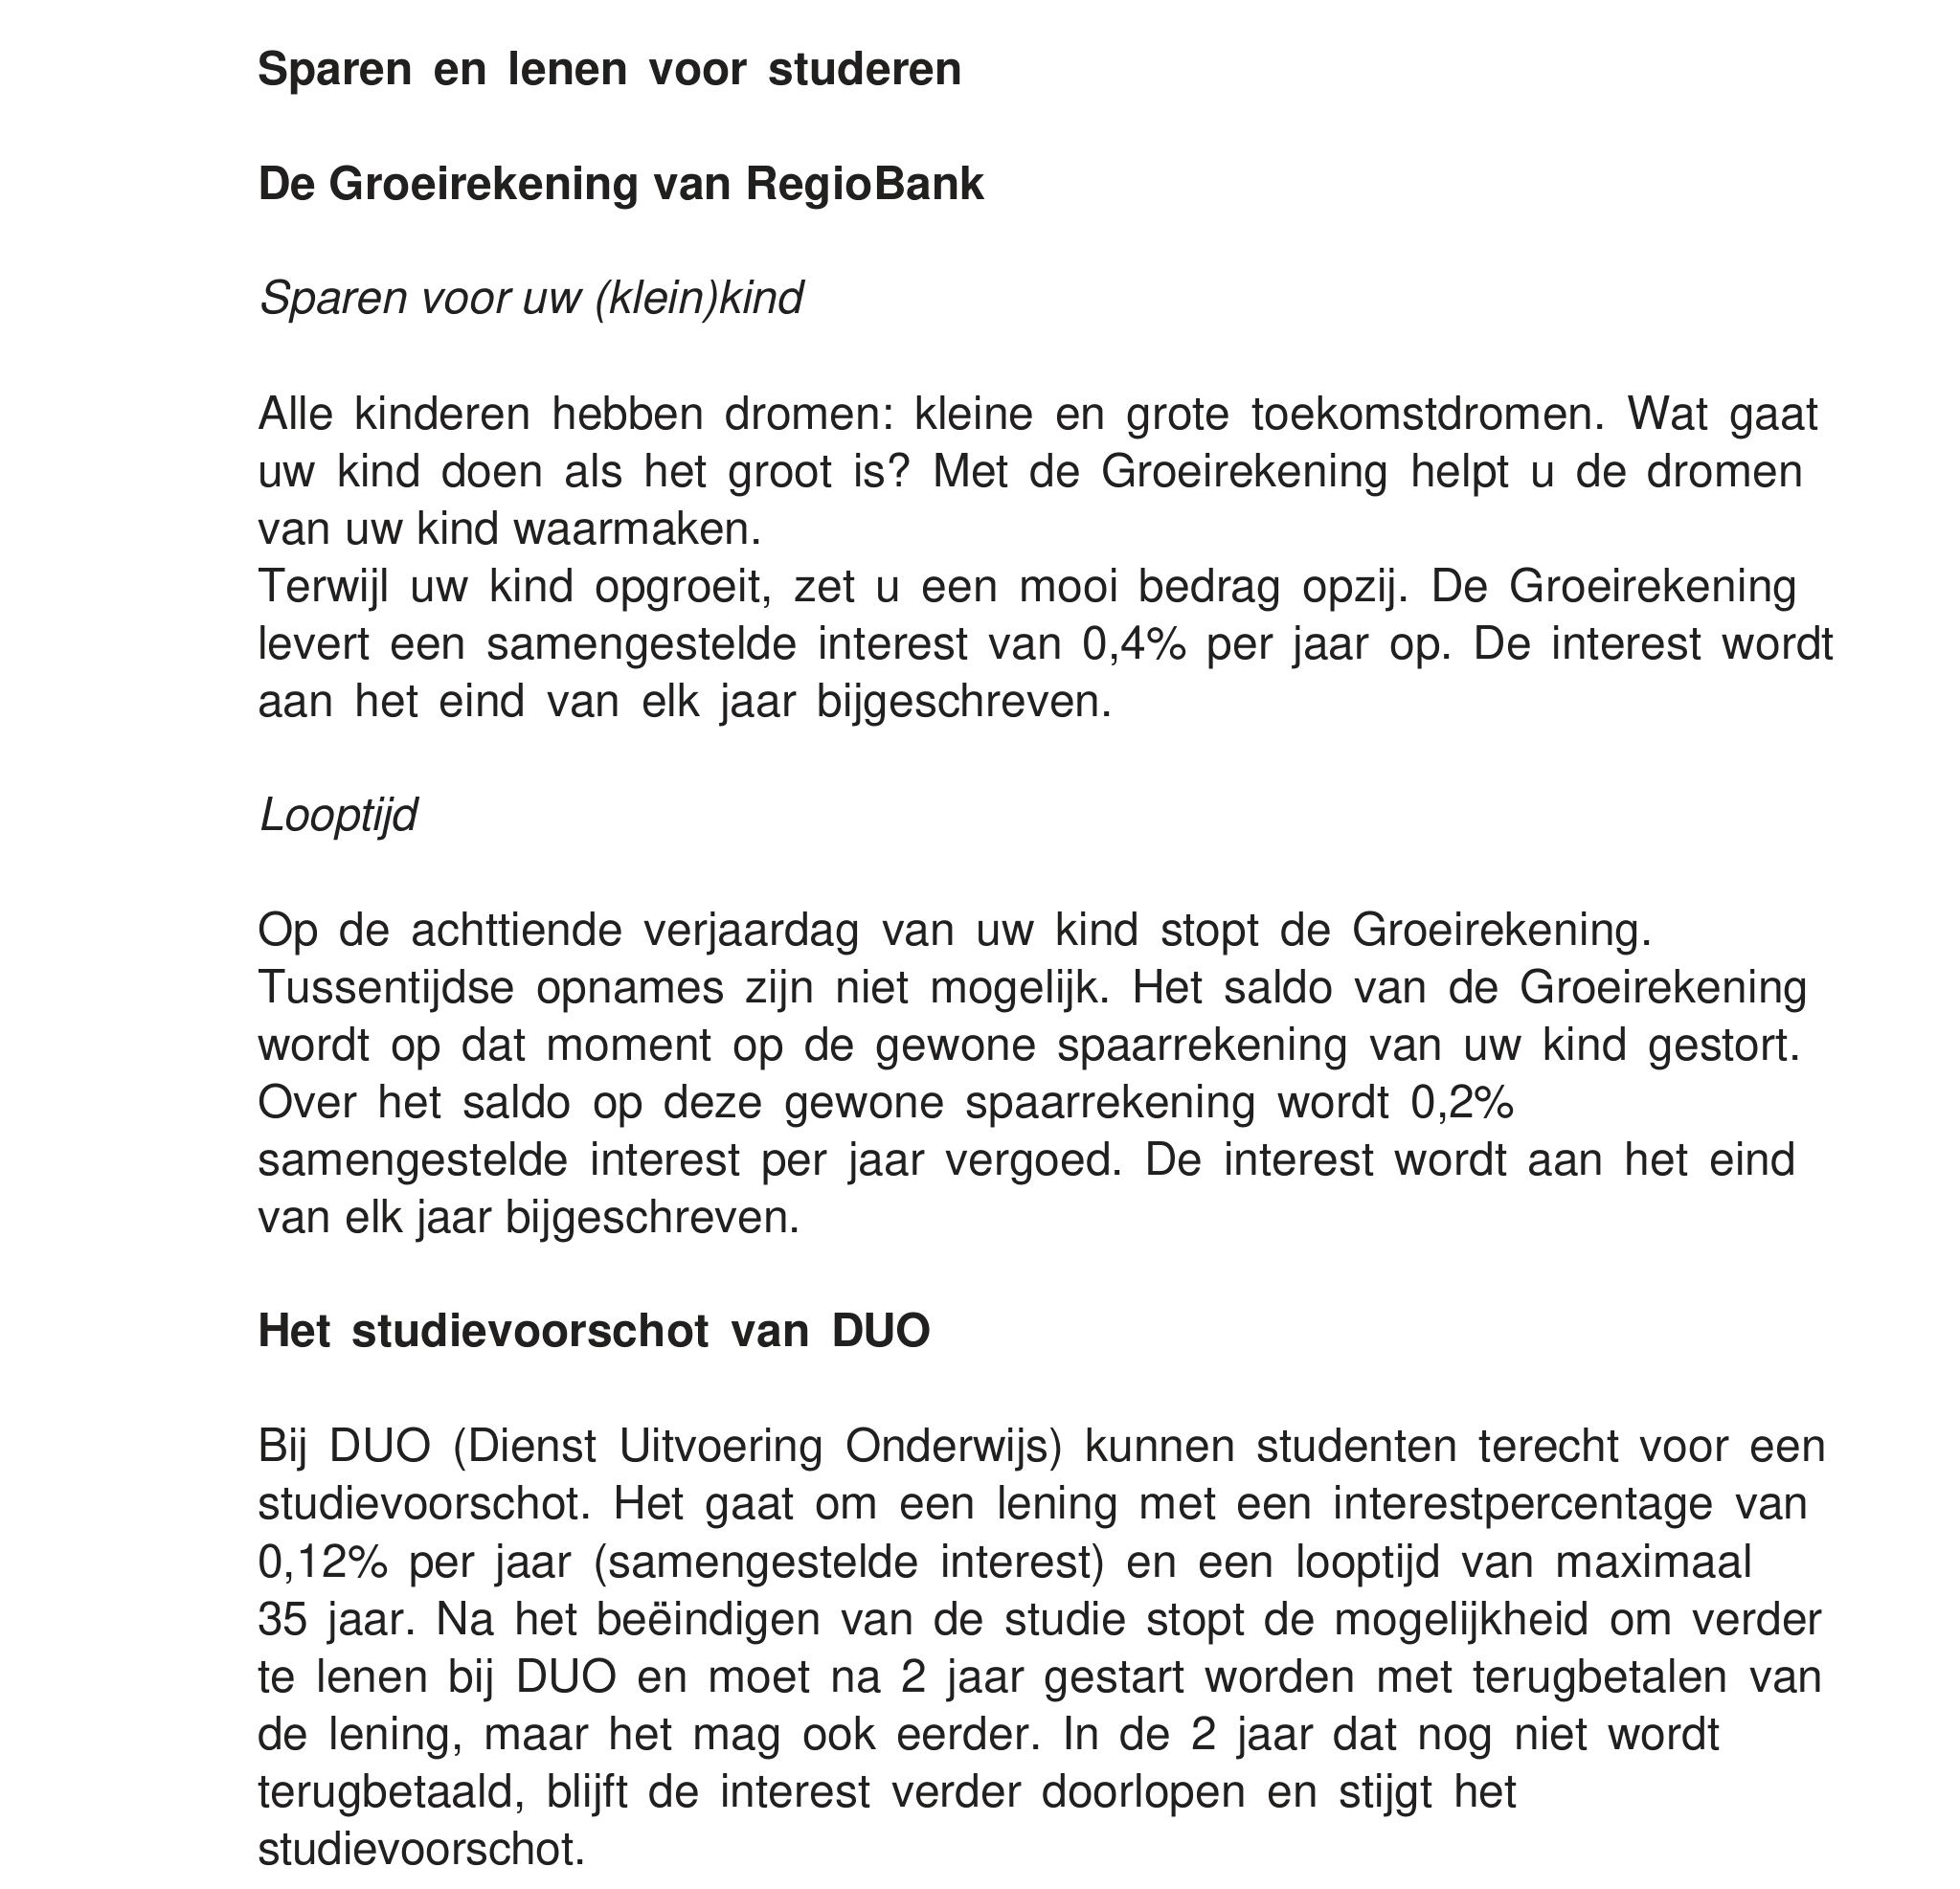 Sparen en lenen voor studeren
De Groeirekening van RegioBank
Sparen voor uw (klein)kind
Alle kinderen hebben dromen: kleine en grote toekomstdromen. Wat gaat
uw kind doen als het groot is? Met de Groeirekening helpt u de dromen
van uw kind waarmaken.
Terwijl uw kind opgroeit, zet u een mooi bedrag opzij. De Groeirekening
levert een samengestelde interest van 0,4% per jaar op. De interest wordt
aan het eind van elk jaar bijgeschreven.
Looptijd
Op de achttiende verjaardag van uw kind stopt de Groeirekening.
Tussentijdse opnames zijn niet mogelijk. Het saldo van de Groeirekening
wordt op dat moment op de gewone spaarrekening van uw kind gestort.
Over het saldo op deze gewone spaarrekening wordt 0,2%
samengestelde interest per jaar vergoed. De interest wordt aan het eind
van elk jaar bijgeschreven.
Het studievoorschot van DUO
Bij DUO (Dienst Uitvoering Onderwijs) kunnen studenten terecht voor een
studievoorschot. Het gaat om een lening met een interestpercentage van
0,12% per jaar (samengestelde interest) en een looptijd van maximaal
35 jaar. Na het beëindigen van de studie stopt de mogelijkheid om verder
te lenen bij DUO en moet na 2 jaar gestart worden met terugbetalen van
de lening, maar het mag ook eerder. In de 2 jaar dat nog niet wordt
terugbetaald, blijft de interest verder doorlopen en stijgt het
studievoorschot.